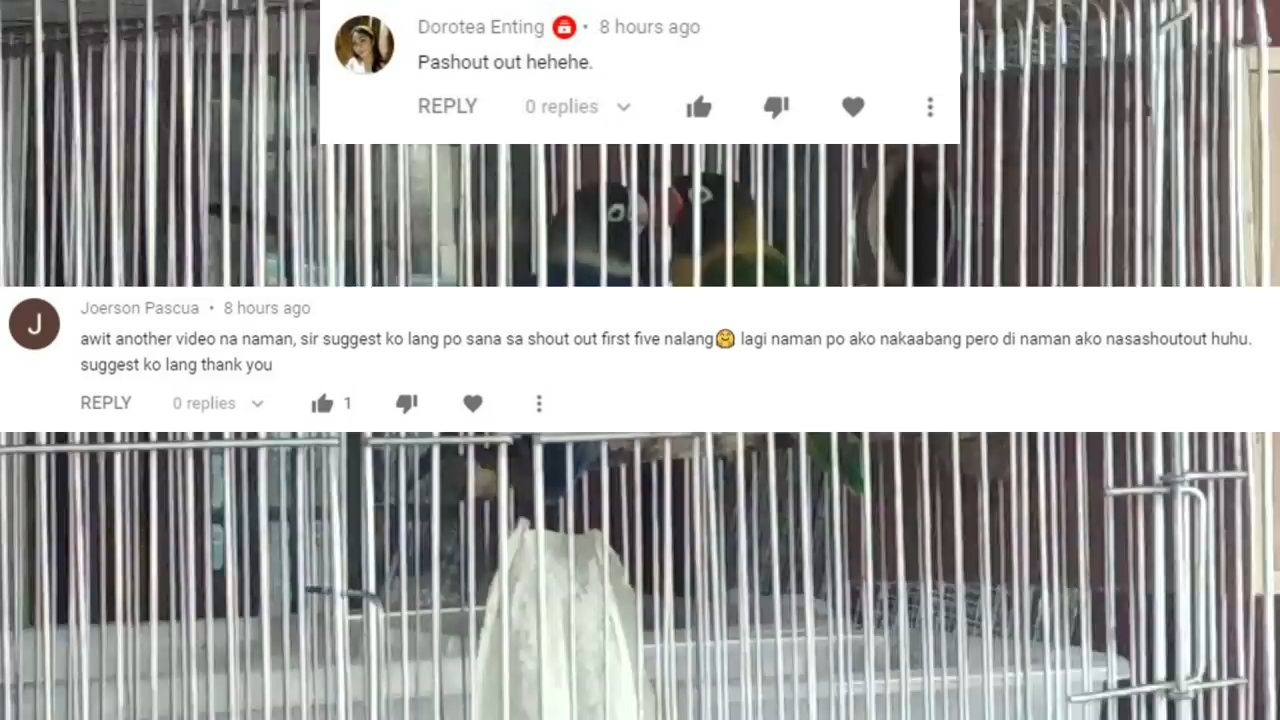 Dorotea Enting • 8 hours ago
Pashout out hehehe.
REPLY 0 replies
J
Joerson Pascua • 8 hours ago
awit another video na naman, sir suggest ko lang po sana sa shout out first five nalang🤗 lagi naman po ako nakaabang pero di naman ako nasashoutout huhu.
suggest ko lang thank you
REPLY 0 replies 1